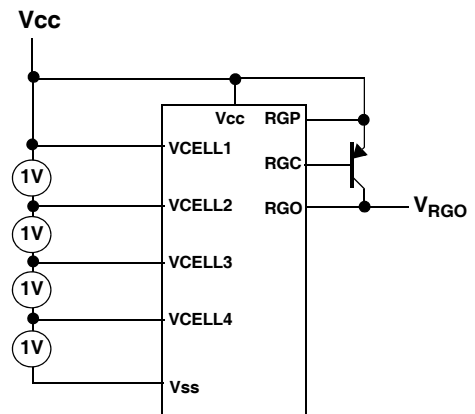 Vcc
Vcc RGP
VCELL1
1V
RGC
VCELL2
RGO
VRGO
1V
VCELL3
1V
VCELL4
1V
Vss